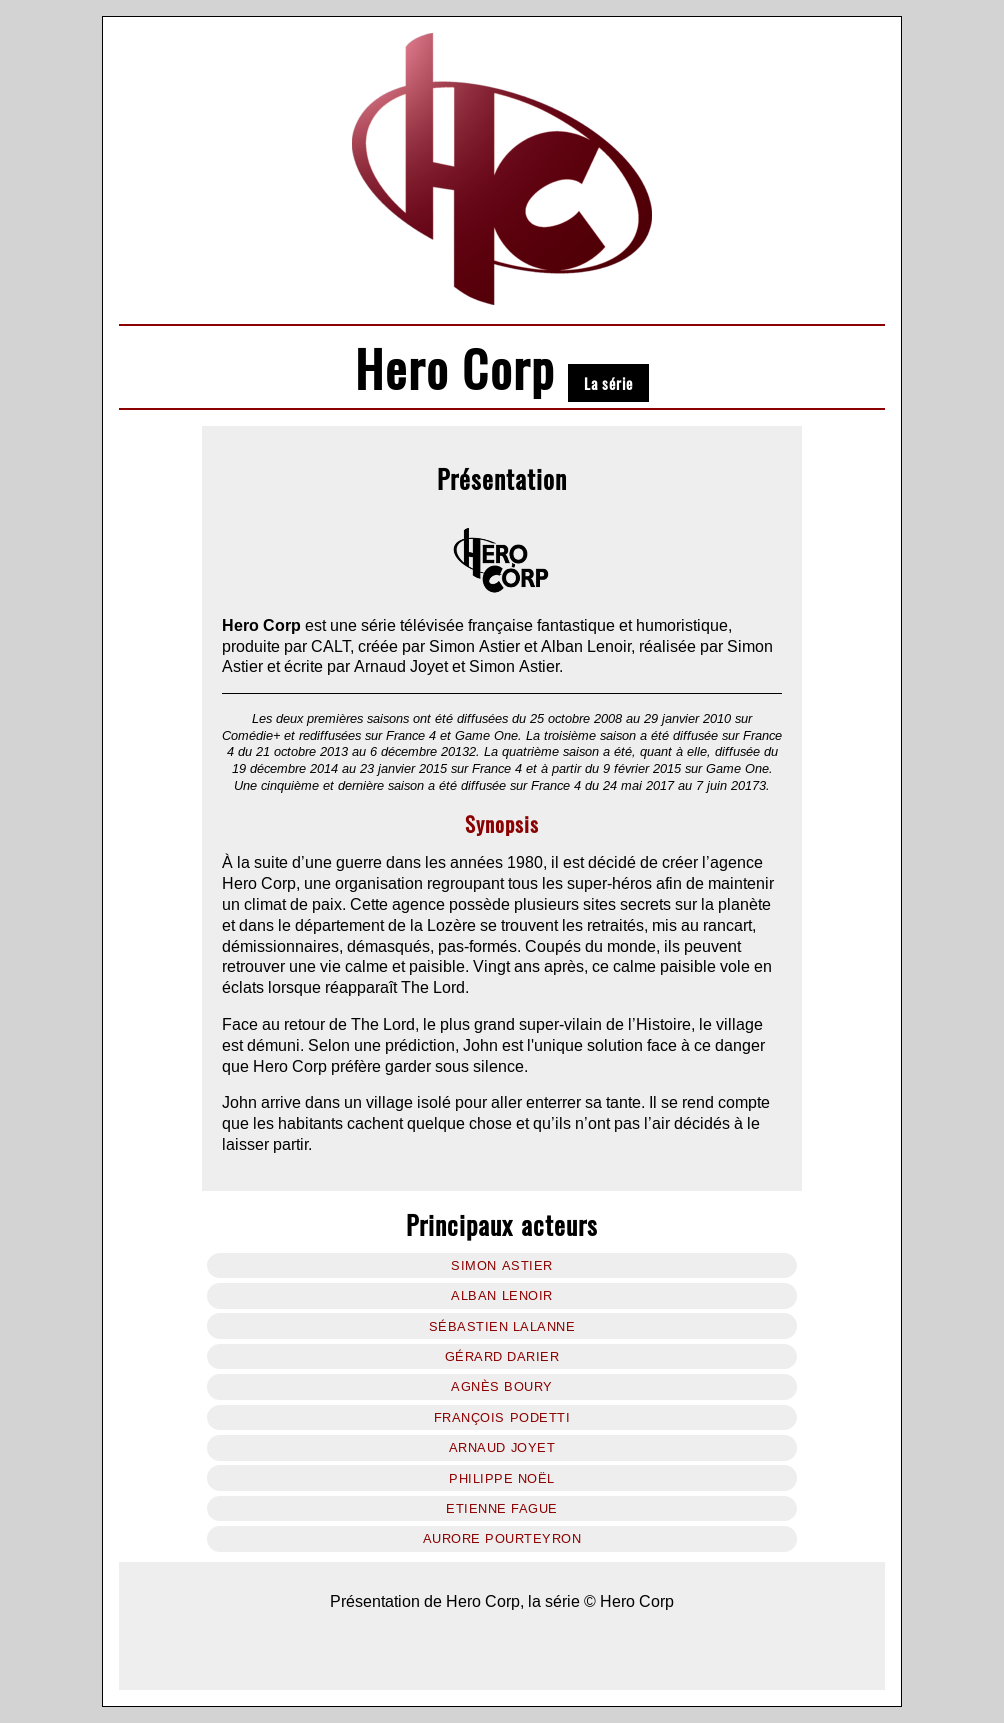 HC
Hero Corp La série
Présentation
HERO
CORP
Hero Corp est une série télévisée française fantastique et humoristique,
produite par CALT, créée par Simon Astier et Alban Lenoir, réalisée par Simon
Astier et écrite par Arnaud Joyet et Simon Astier.
Les deux premières saisons ont été diffusées du 25 octobre 2008 au 29 janvier 2010 sur
Comédie+ et rediffusées sur France 4 et Game One. La troisième saison a été diffusée sur France
4 du 21 octobre 2013 au 6 décembre 20132. La quatrième saison a été, quant à elle, diffusée du
19 décembre 2014 au 23 janvier 2015 sur France 4 et à partir du 9 février 2015 sur Game One.
Une cinquième et dernière saison a été diffusée sur France 4 du 24 mai 2017 au 7 juin 20173.
Synopsis
À la suite d’une guerre dans les années 1980, il est décidé de créer l’agence
Hero Corp, une organisation regroupant tous les super-héros afin de maintenir
un climat de paix. Cette agence possède plusieurs sites secrets sur la planète
et dans le département de la Lozère se trouvent les retraités, mis au rancart,
démissionnaires, démasqués, pas-formés. Coupés du monde, ils peuvent
retrouver une vie calme et paisible. Vingt ans après, ce calme paisible vole en
éclats lorsque réapparaît The Lord.
Face au retour de The Lord, le plus grand super-vilain de l’Histoire, le village
est démuni. Selon une prédiction, John est l'unique solution face à ce danger
que Hero Corp préfère garder sous silence.
John arrive dans un village isolé pour aller enterrer sa tante. Il se rend compte
que les habitants cachent quelque chose et qu’ils n’ont pas l’air décidés à le
laisser partir.
Principaux acteurs
SIMON ASTIER
ALBAN LENOIR
SÉBASTIEN LALANNE
GÉRARD DARIER
AGNÈS BOURY
FRANÇOIS PODETTI
ARNAUD JOYET
PHILIPPE NOËL
ETIENNE FAGUE
AURORE POURTEYRON
Présentation de Hero Corp, la série © Hero Corp